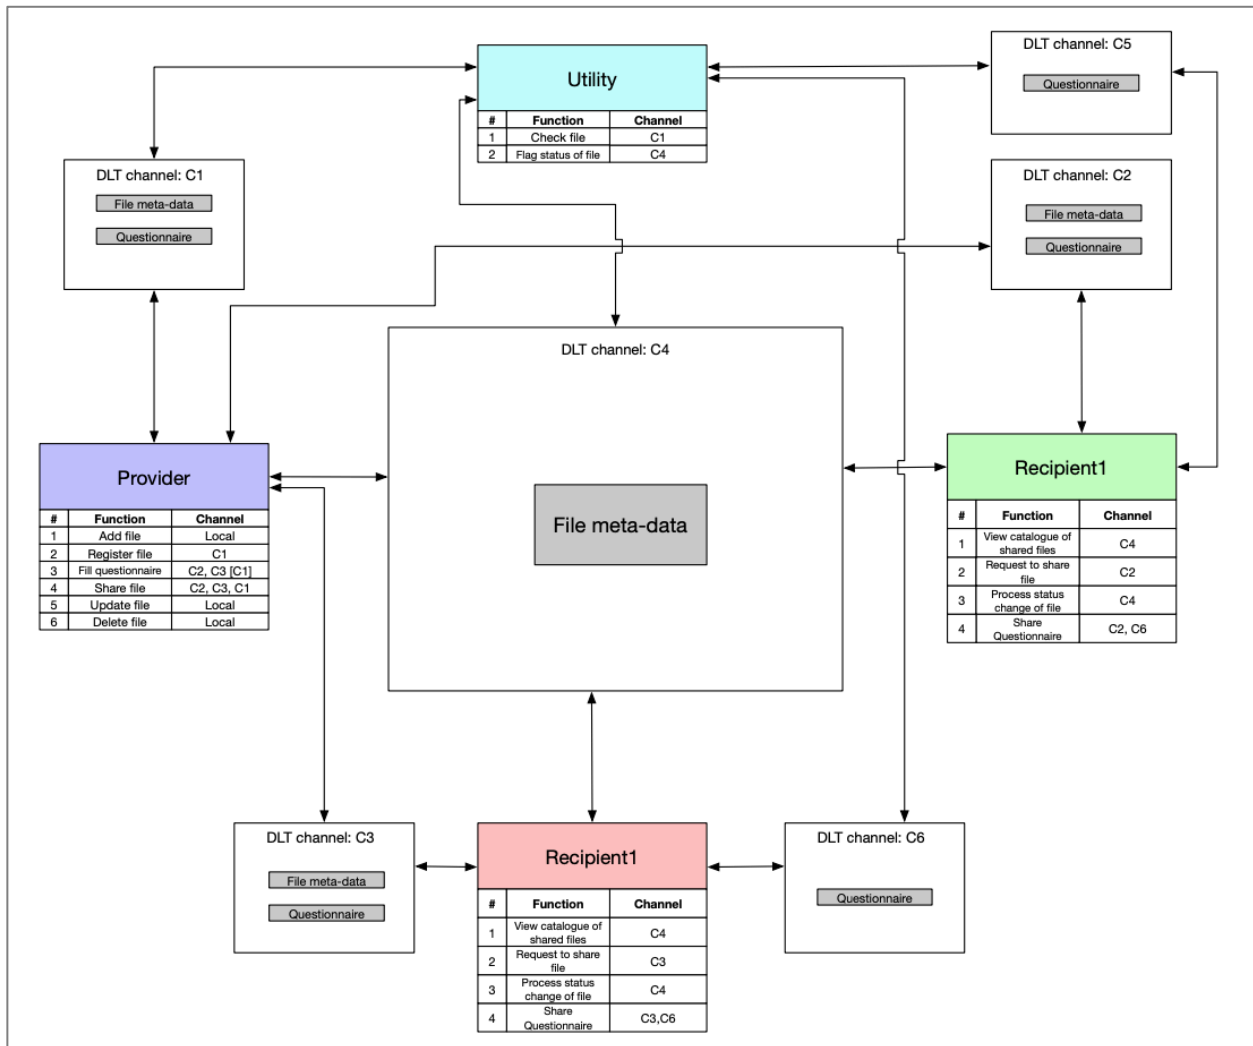 DLT channel: C5
Questionnaire
Utility
# Function Channel
1 Check file C1
2 Flag status of file C4
DLT channel: C1
File meta-data
Questionnaire
DLT channel: C2
File meta-data
Questionnaire
DLT channel: C4
File meta-data
Provider
# Function Channel
1 Add file Local
2 Register file C1
3 Fill questionnaire C2, C3 [C1]
4 Share file C2, C3, C1
5 Update file Local
6 Delete file Local
Recipient1
# Function Channel
1 View catalogue of
shared files C4
2 Request to share
file C2
3 Process status
change of file C4
4 Share
Questionnaire C2, C6
DLT channel: C3
File meta-data
Questionnaire
Recipient1
# Function Channel
1 View catalogue of
shared files C4
2 Request to share
file C3
3 Process status
change of file C4
4 Share
Questionnaire C3,C6
DLT channel: C6
Questionnaire